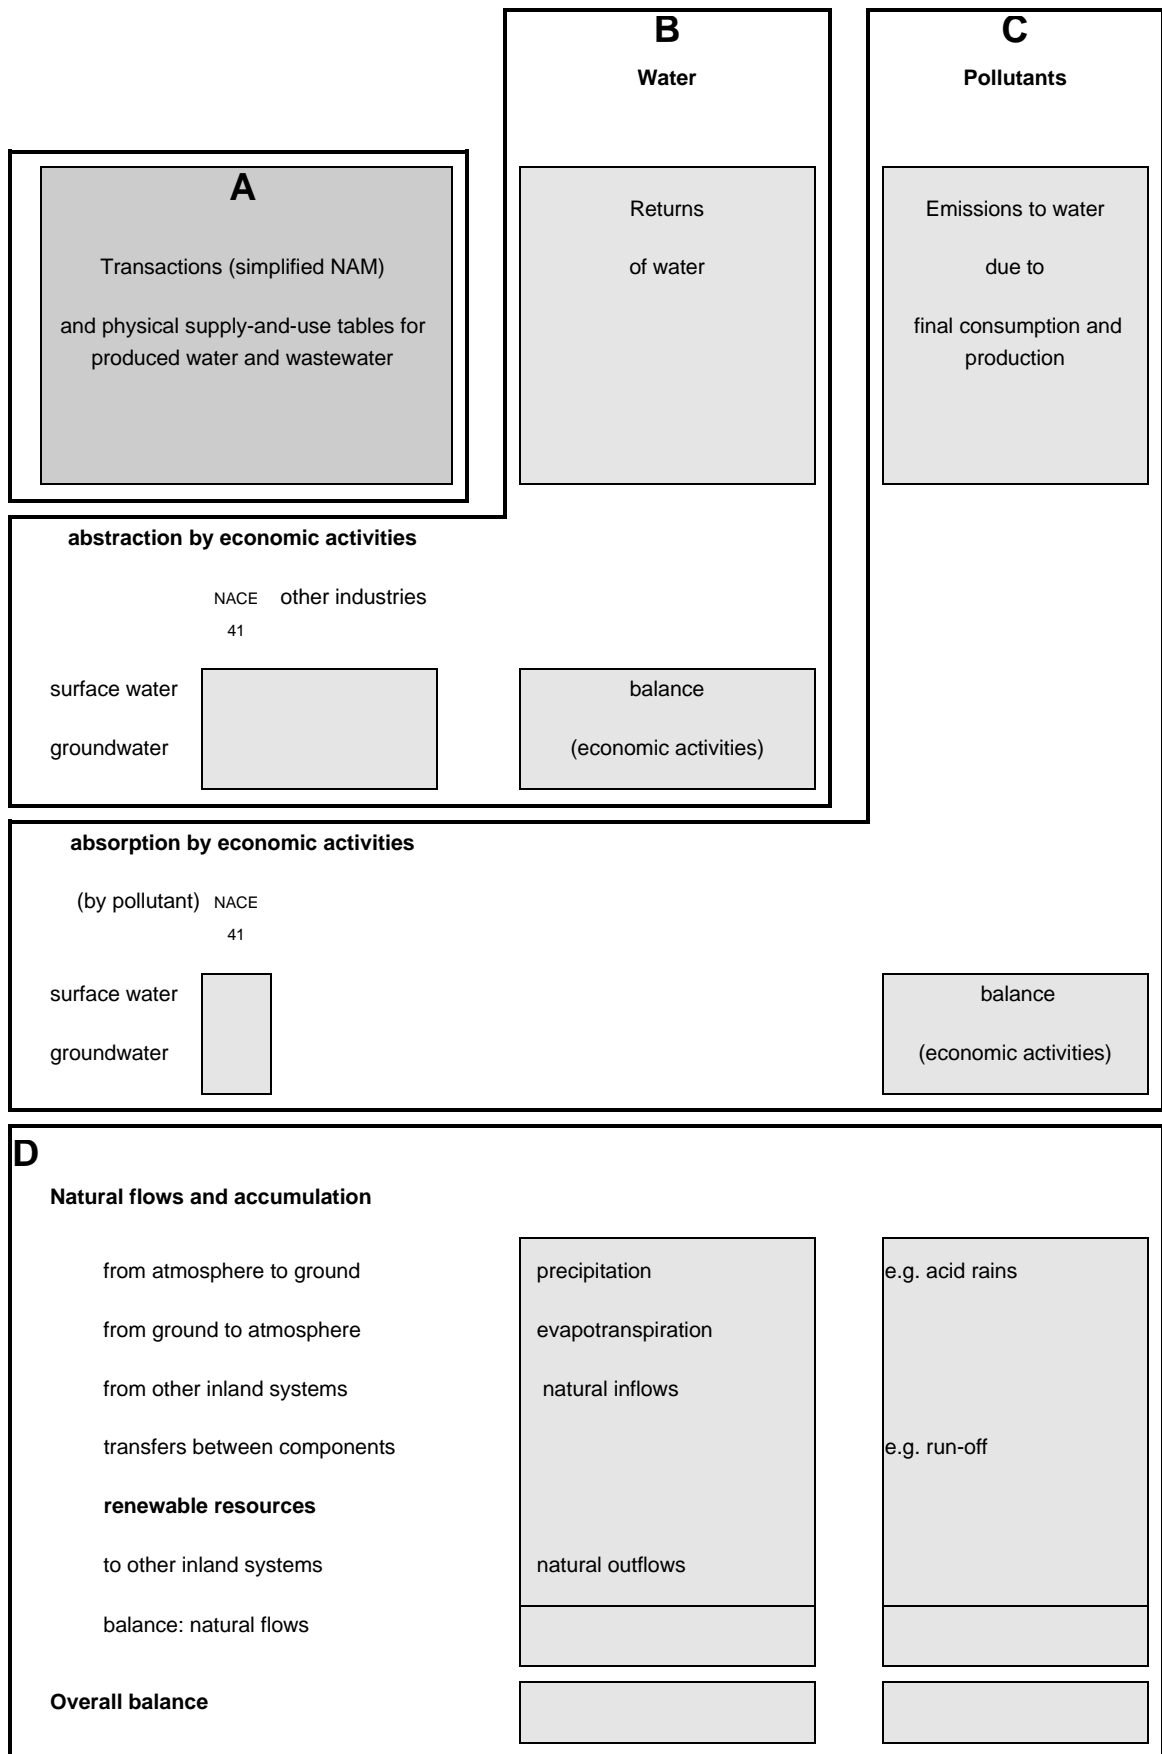 B
C
Water
Pollutants
A
Transactions (simplified NAM)
and physical supply-and-use tables for
produced water and wastewater
Returns
of water
Emissions to water
due to
final consumption and
production
abstraction by economic activities
NACE other industries
41
surface water
groundwater
balance
(economic activities)
absorption by economic activities
(by pollutant) NACE
41
surface water
groundwater
balance
(economic activities)
D
Natural flows and accumulation
from atmosphere to ground precipitation e.g. acid rains
from ground to atmosphere evapotranspiration
from other inland systems natural inflows
transfers between components e.g. run-off
renewable resources
to other inland systems natural outflows
balance: natural flows
Overall balance